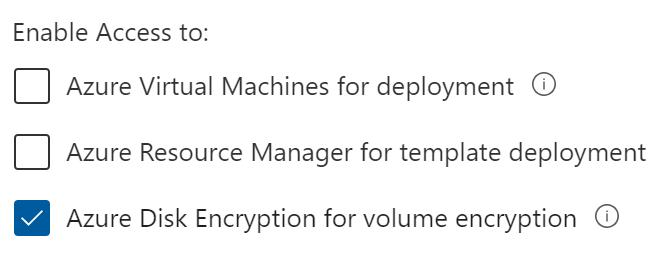 Enable Access to:
Azure Virtual Machines for deployment
Azure Resource Manager for template deployment
Azure Disk Encryption for volume encryption